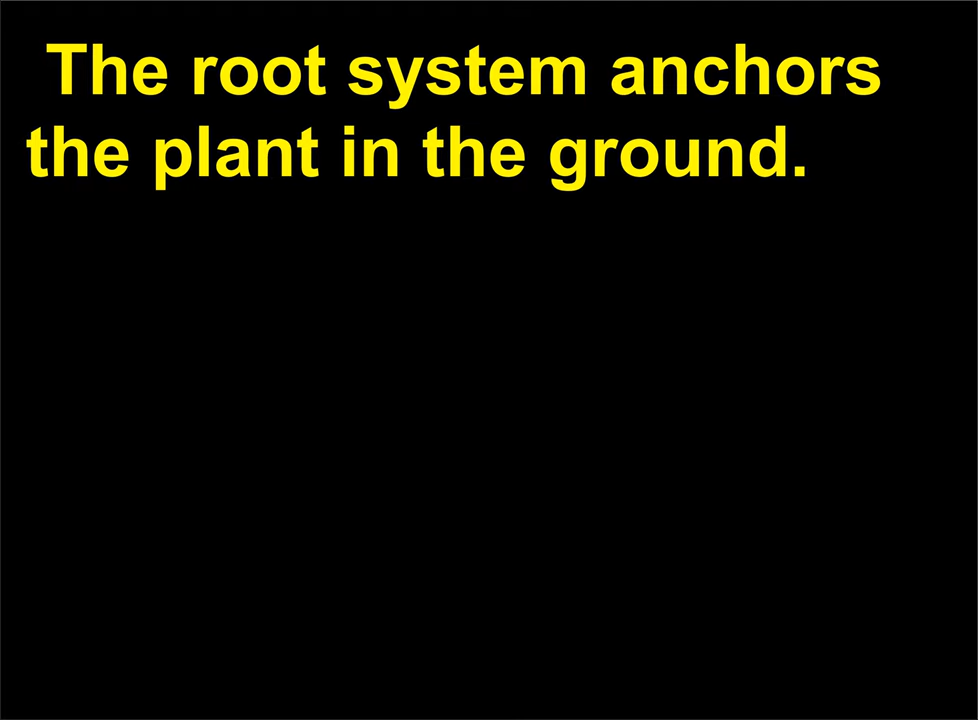 The root system anchors
the plant in the ground.